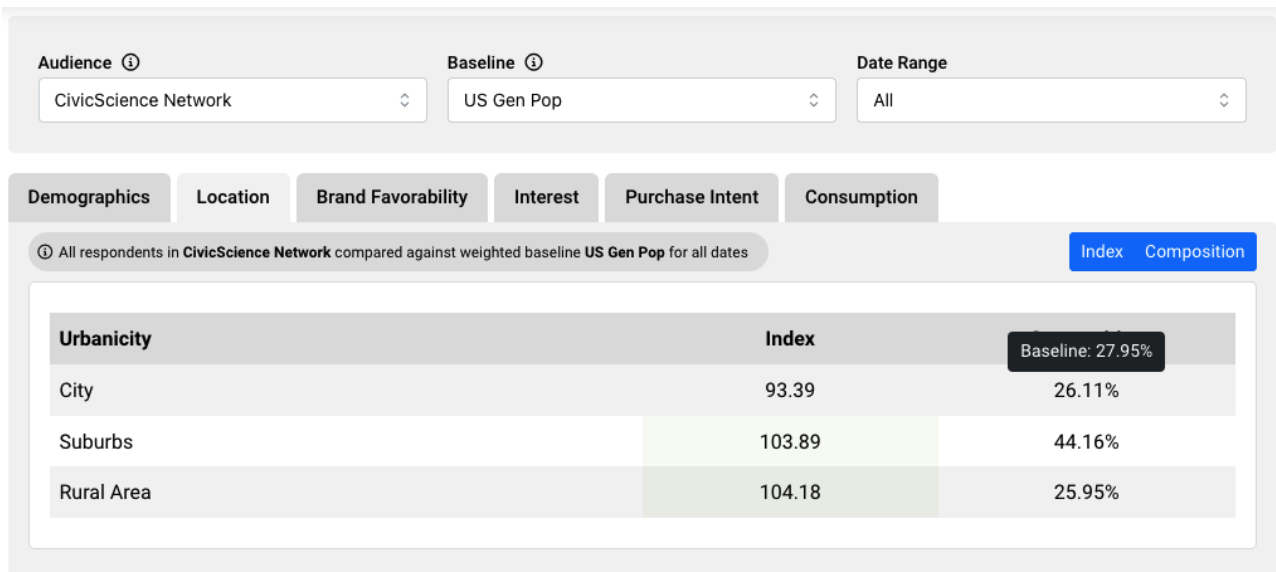 Audience
Baseline
Date Range
CivicScience Network
US Gen Pop
All
Demographics
Location
Brand Favorability
Interest
Purchase Intent
Consumption
All respondents in CivicScience Network compared against weighted baseline US Gen Pop for all dates
Index Composition
Urbanicity Index
Baseline: 27.95%
City 93.39 26.11%
Suburbs 103.89 44.16%
Rural Area 104.18 25.95%